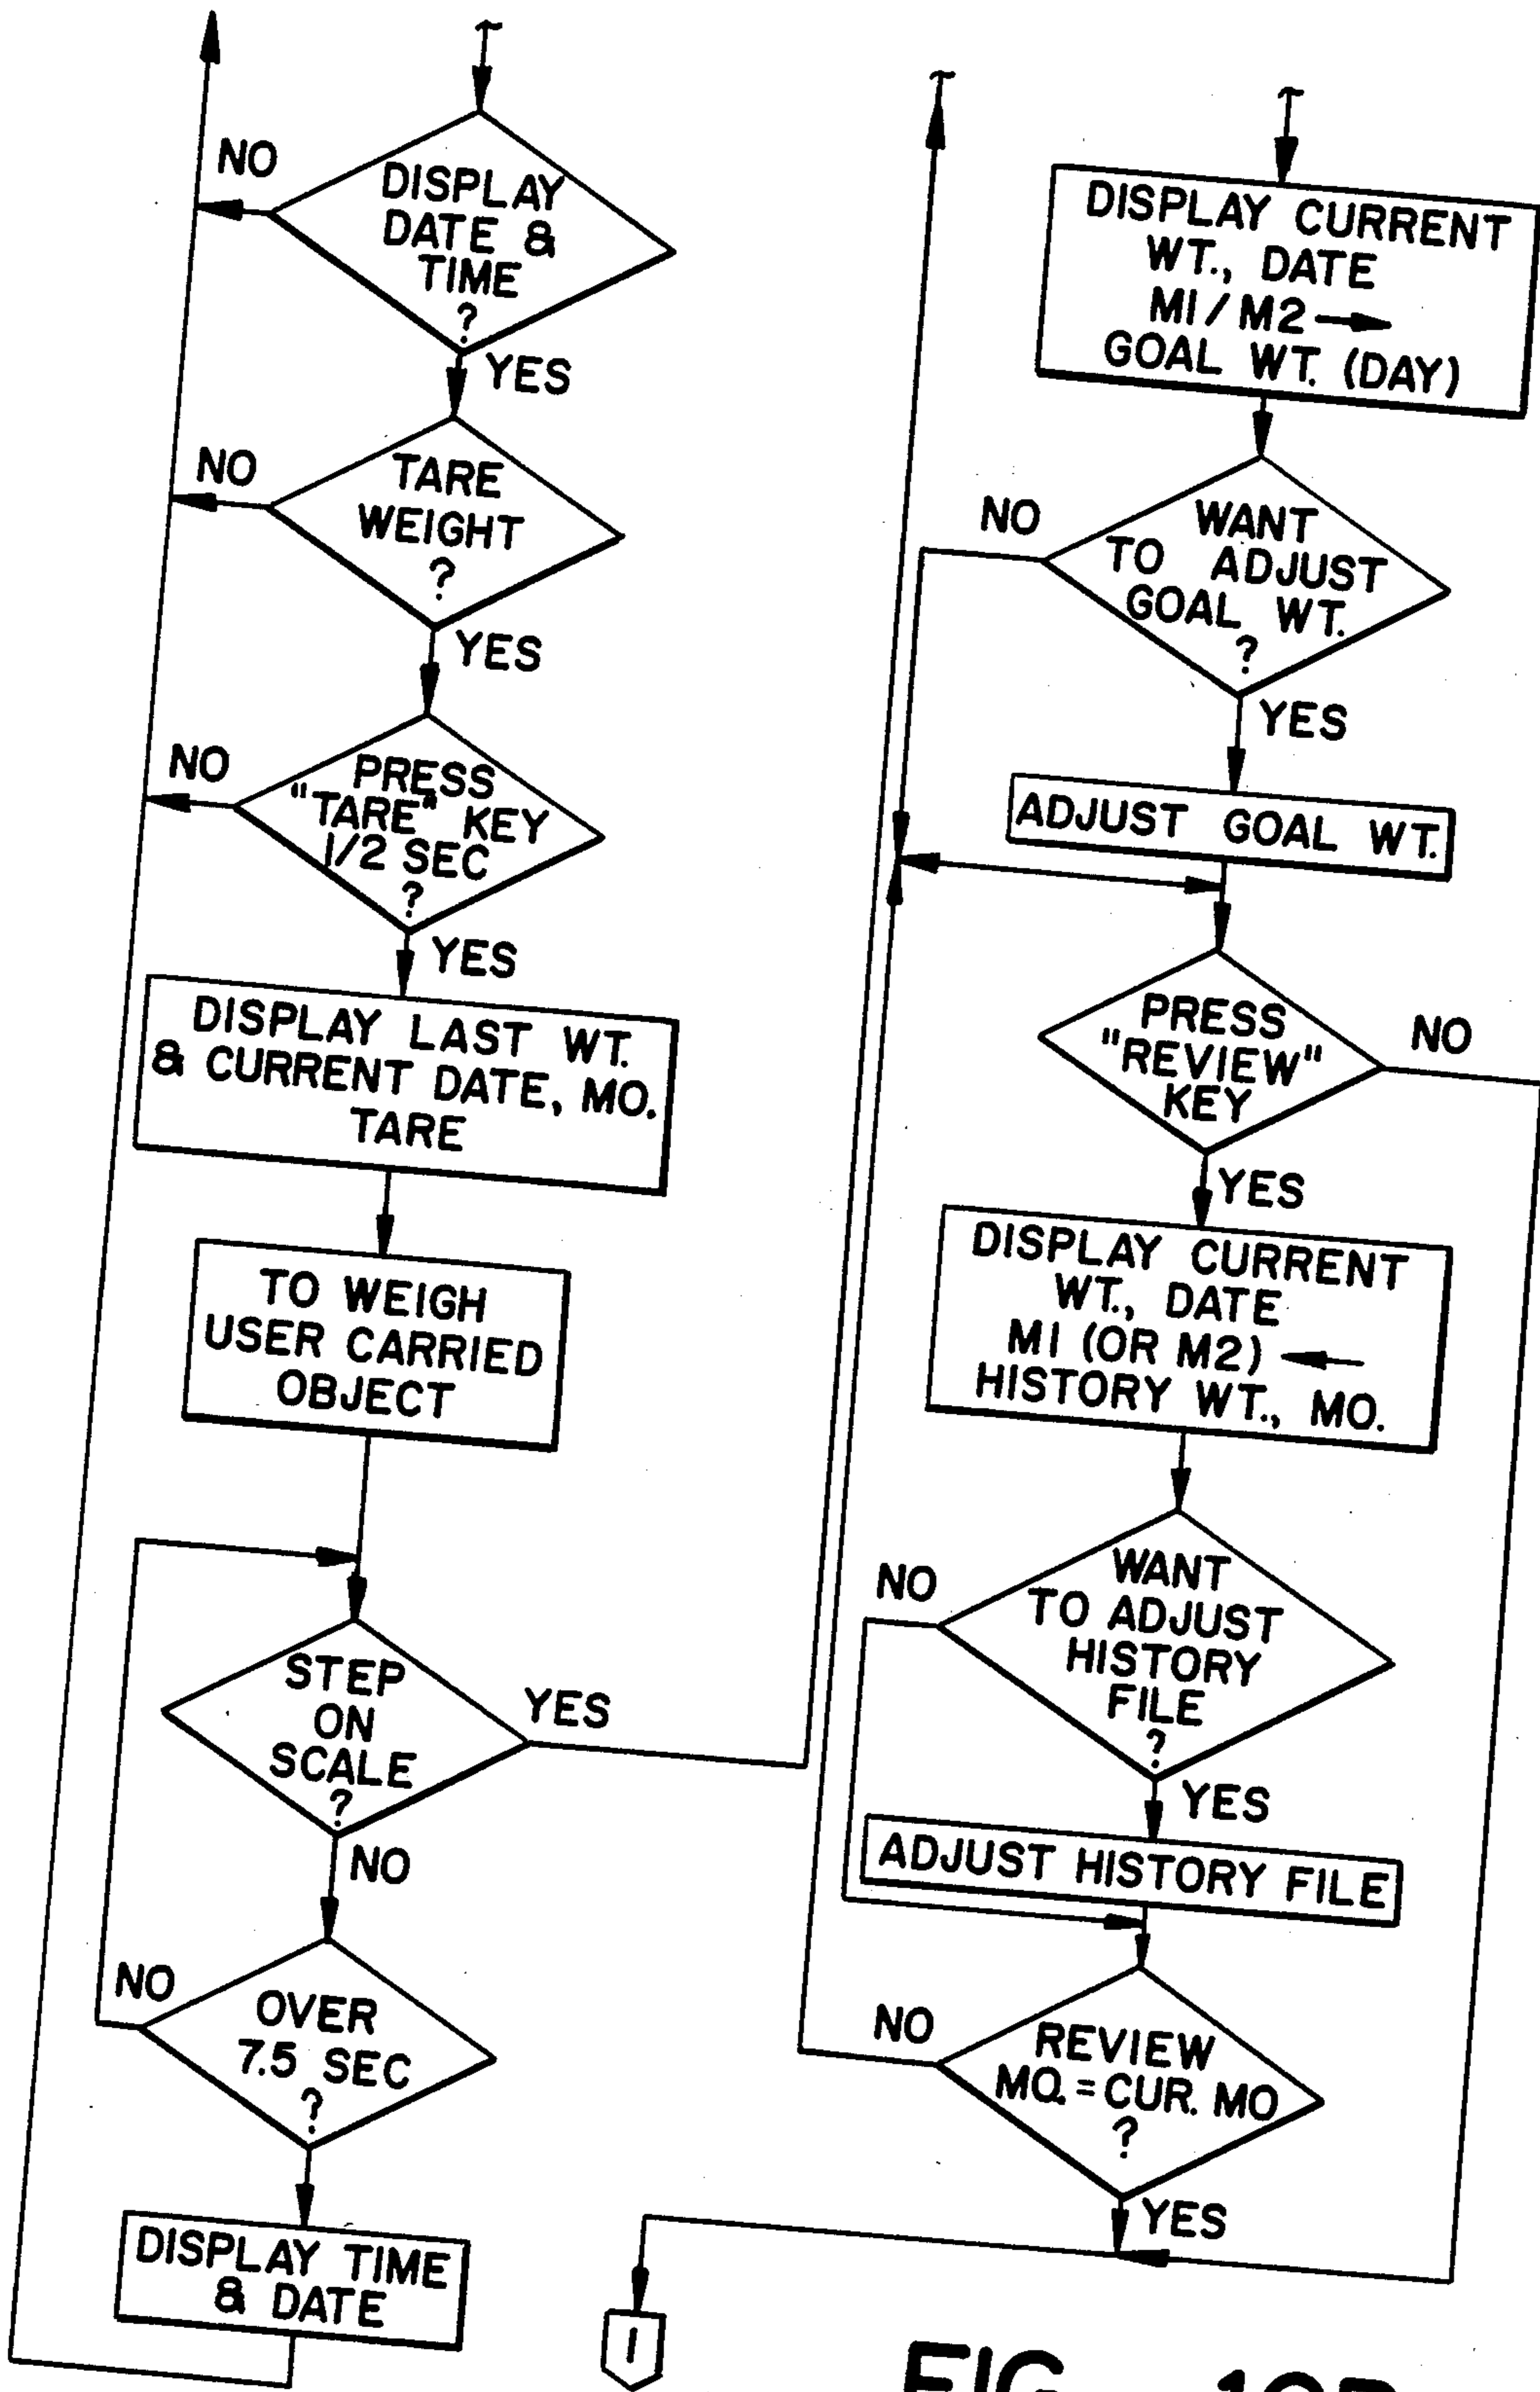 NO
DISPLAY
DATE &
TIME
?
YES
NO
TARE
WEIGHT
?
YES
NO
PRESS
"TARE" KEY
1/2 SEC
?
YES
DISPLAY LAST WT.
& CURRENT DATE, MO.
TARE
TO WEIGH
USER CARRIED
OBJECT
STEP
ON
SCALE
?
YES
NO
NO
OVER
7.5 SEC
?
DISPLAY TIME
& DATE
DISPLAY CURRENT
WT., DATE
M1/M2 →
GOAL WT. (DAY)
NO
WANT
TO ADJUST
GOAL WT.
?
YES
ADJUST GOAL WT.
PRESS
"REVIEW"
KEY
NO
YES
DISPLAY CURRENT
WT., DATE
M1 (OR M2) ←
HISTORY WT., MO.
NO
WANT
TO ADJUST
HISTORY
FILE
?
YES
ADJUST HISTORY FILE
NO
REVIEW
MO. = CUR. MO
?
YES
1